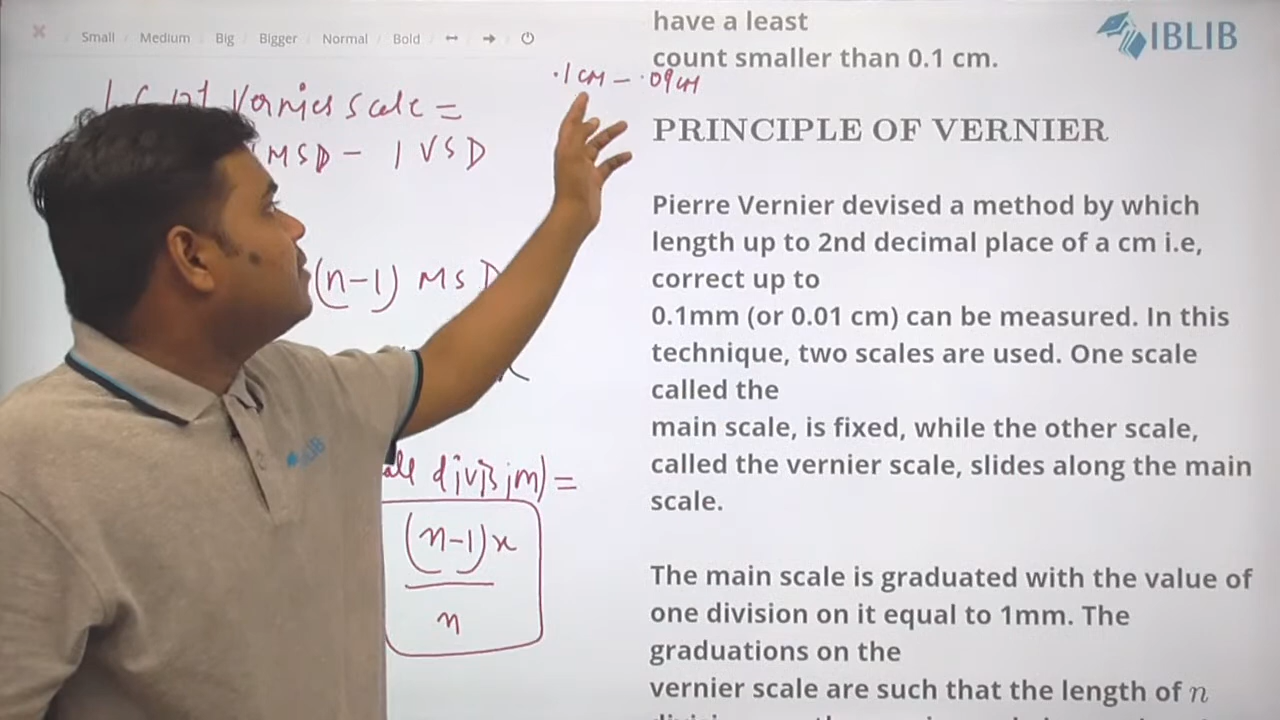 Small / Medium / Big / Bigger / Normal / Bold
have a least
count smaller than 0.1 cm.
IBLIB
.1 cm - .09 cm
Vernier scale =
MSD - 1 VSD
PRINCIPLE OF VERNIER
Pierre Vernier devised a method by which
length up to 2nd decimal place of a cm i.e,
correct up to
0.1mm (or 0.01 cm) can be measured. In this
technique, two scales are used. One scale
called the
main scale, is fixed, while the other scale,
called the vernier scale, slides along the main
scale.
The main scale is graduated with the value of
one division on it equal to 1mm. The
graduations on the
vernier scale are such that the length of n
(n-1) MSD
division) =
(n-1)x
n
IBLIB